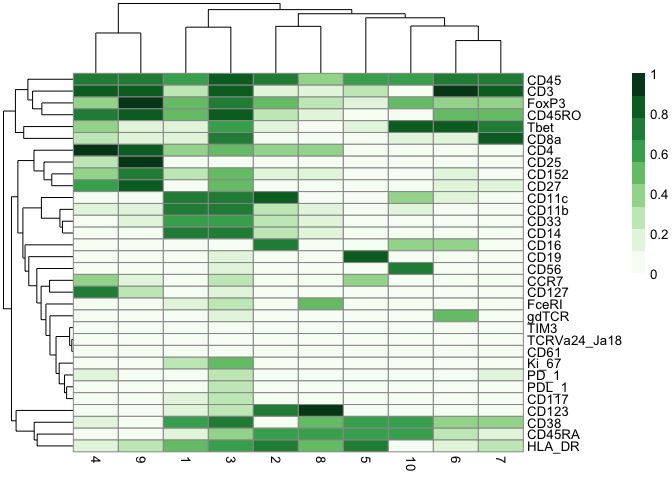 CD45
CD3
FoxP3
CD45RO
Tbet
CD8a
CD4
CD25
CD152
CD27
CD11c
CD11b
CD33
CD14
CD16
CD19
CD56
CCR7
CD127
FceRI
gdTCR
TIM3
TCRVa24_Ja18
CD61
Ki_67
PD_1
PDL_1
CD117
CD123
CD38
CD45RA
HLA_DR
4 9 1 3 2 8 5 10 6 7
1
0.8
0.6
0.4
0.2
0